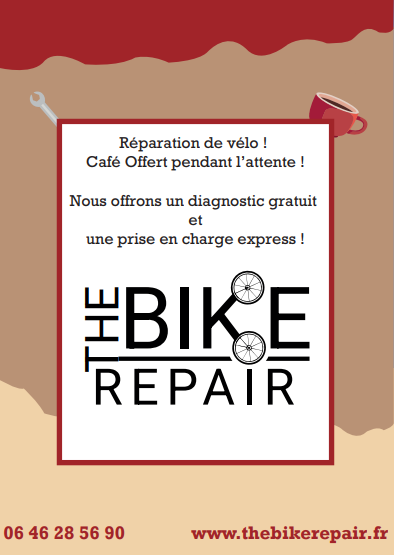 Réparation de vélo !
Café Offert pendant l'attente !
Nous offrons un diagnostic gratuit
et
une prise en charge express !
THE BIKE
REPAIR
06 46 28 56 90 www.thebikerepair.fr